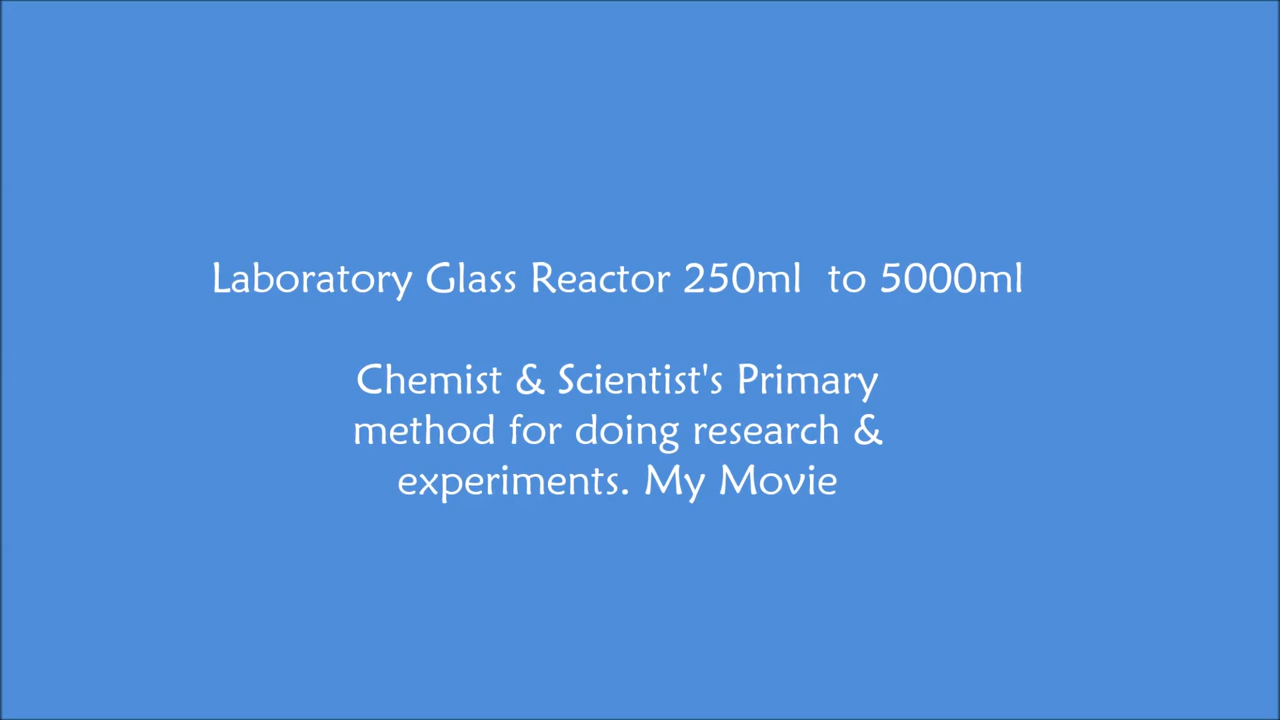 Laboratory Glass Reactor 250ml  to 5000ml
Chemist & Scientist's Primary
method for doing research &
experiments. My Movie